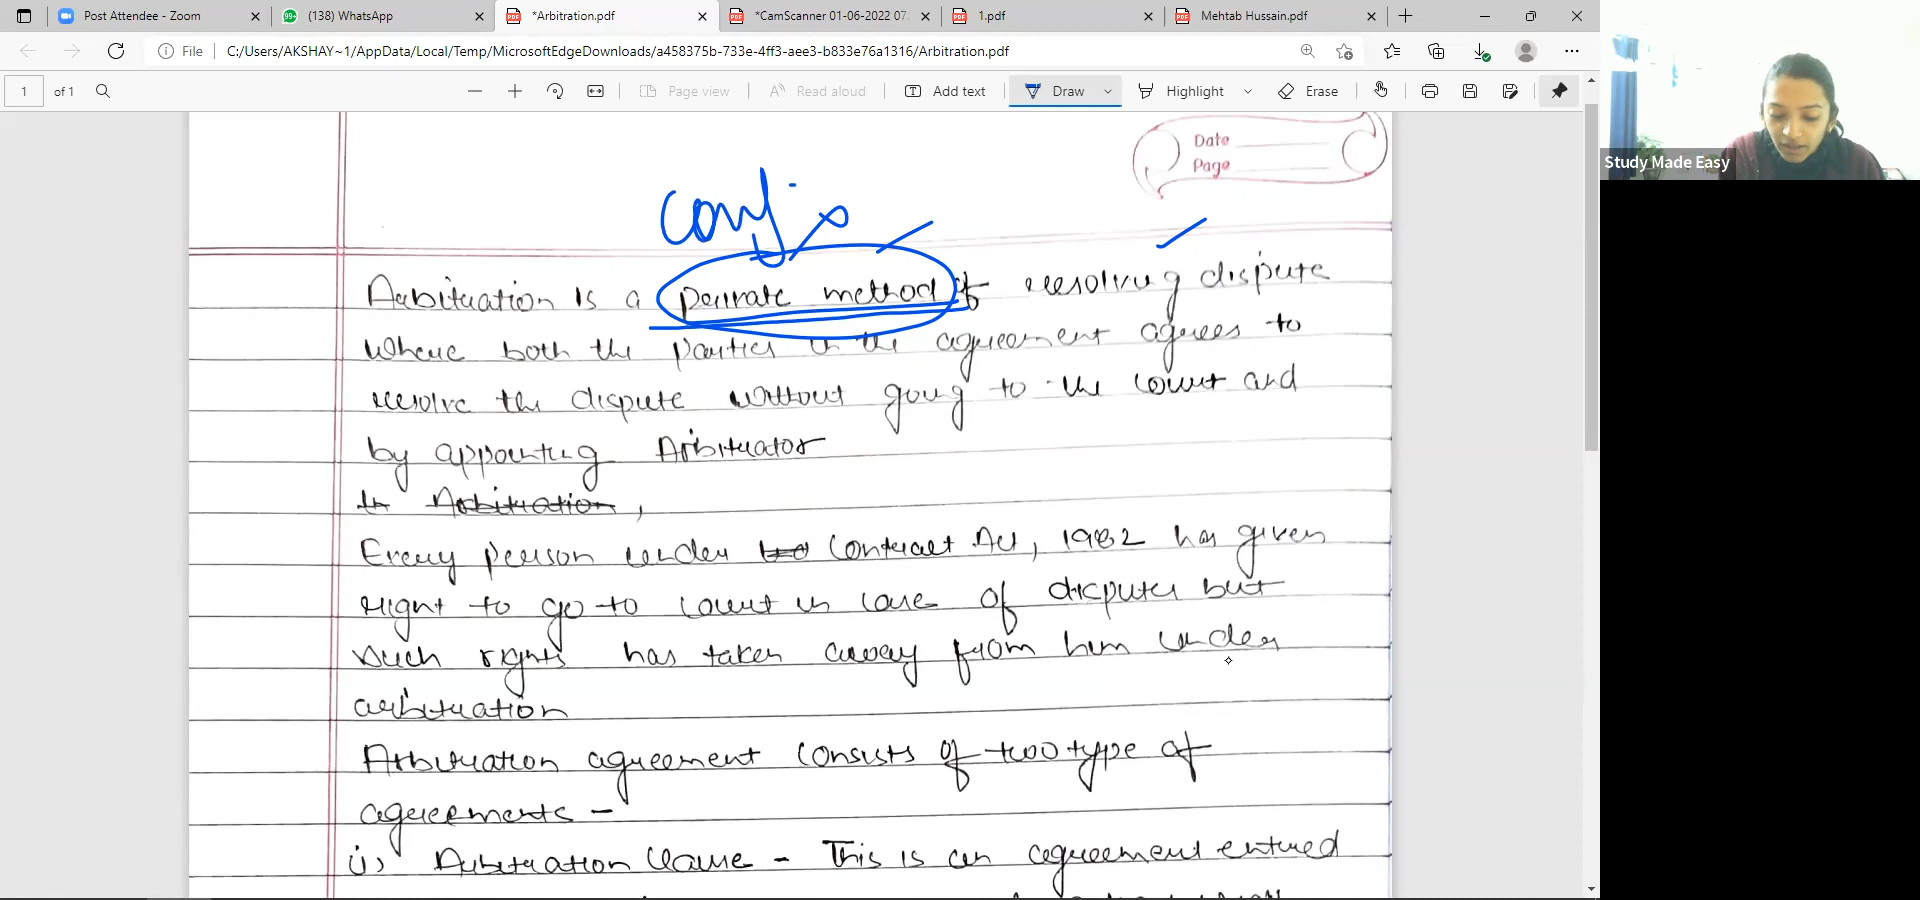 Post Attendee - Zoom
(138) WhatsApp
*Arbitration.pdf
*CamScanner 01-06-2022 07
1.pdf
Mehtab Hussain.pdf
File
C:/Users/AKSHAY~1/AppData/Local/Temp/MicrosoftEdgeDownloads/a458375b-733e-4ff3-aee3-b833e76a1316/Arbitration.pdf
1 of 1
Page view
Read aloud
Add text
Draw
Highlight
Erase
Study Made Easy
Date
Page
Arbitration is a private method of resolving dispute
where both the parties in the agreement agrees to
resolve the dispute without going to the court and
by appointing Arbitrator
In Arbitration,
Every person under Contract Act, 1982 has given
right to go to court in case of disputes but
such rights has taken away from him under
arbitration
Arbitration agreement consists of two type of
agreements -
i) Arbitration Clause - This is an agreement entured